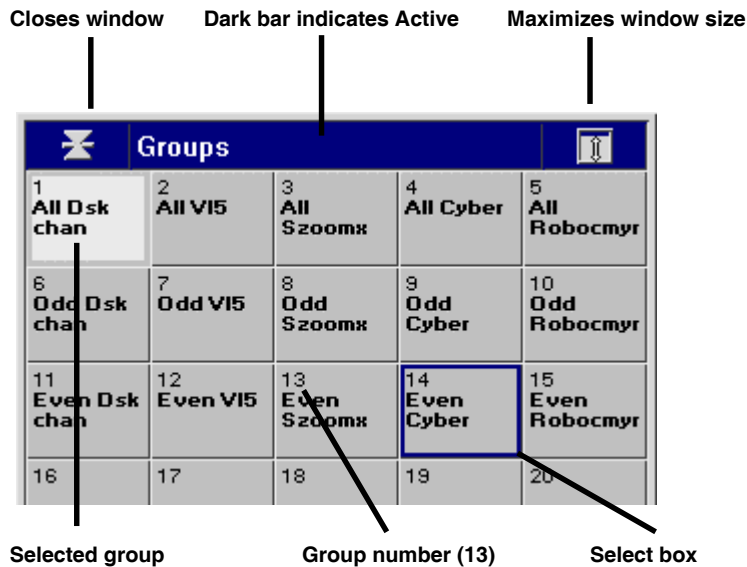 Closes window Dark bar indicates Active Maximizes window size
Groups
1 2 3 4 5
All Dsk All VI5 All All Cyber All
chan Szoomx Robocmyr
6 7 8 9 10
Odd Dsk Odd VI5 Odd Odd Odd
chan Szoomx Cyber Robocmyr
11 12 13 14 15
Even Dsk Even VI5 Even Even Even
chan Szoomx Cyber Robocmyr
16 17 18 19 20
Selected group Group number (13) Select box